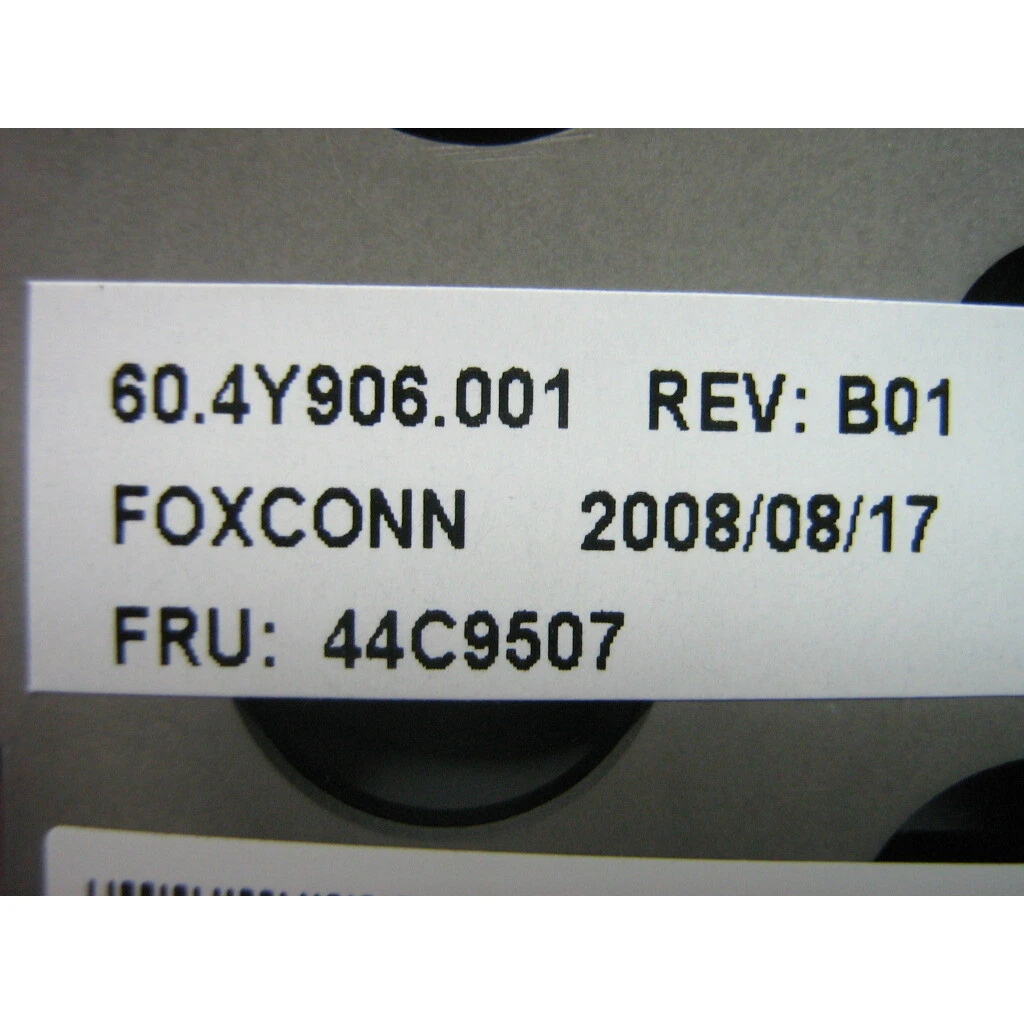 60.4Y906.001 REV: B01
FOXCONN 2008/08/17
FRU: 44C9507